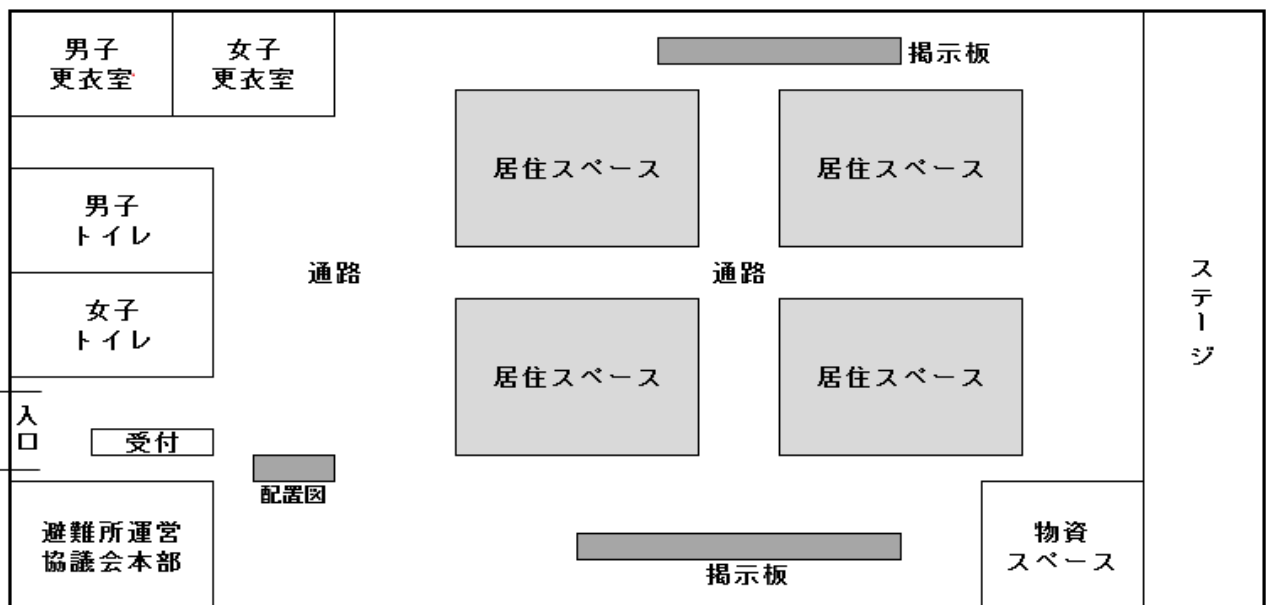 男子
更衣室
女子
更衣室
掲示板
居住スペース
居住スペース
男子
トイレ
通路
通路
女子
トイレ
ステージ
居住スペース
居住スペース
入口
受付
配置図
避難所運営
協議会本部
掲示板
物資
スペース